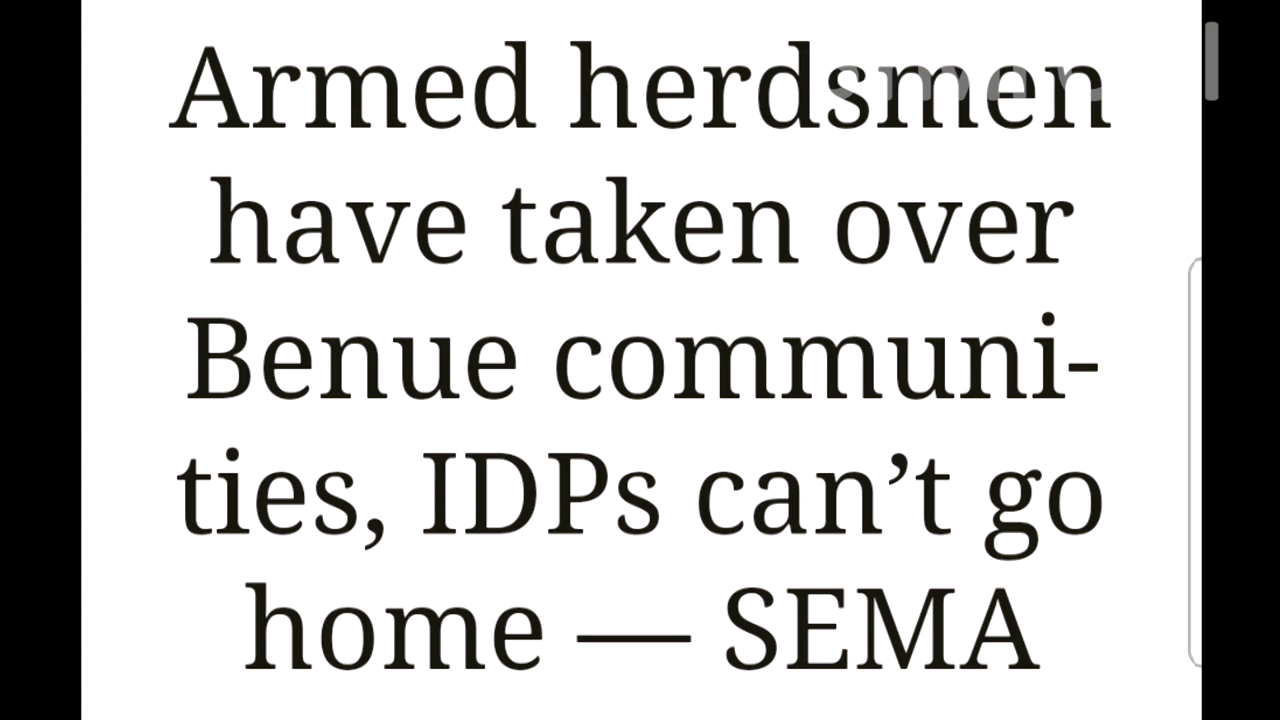 Armed herdsmen
have taken over
Benue communi-
ties, IDPs can’t go
home — SEMA